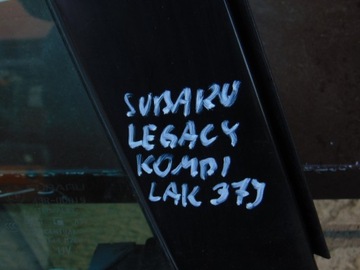 SUBARU
LEGACY
KOMBI
LAK 37J